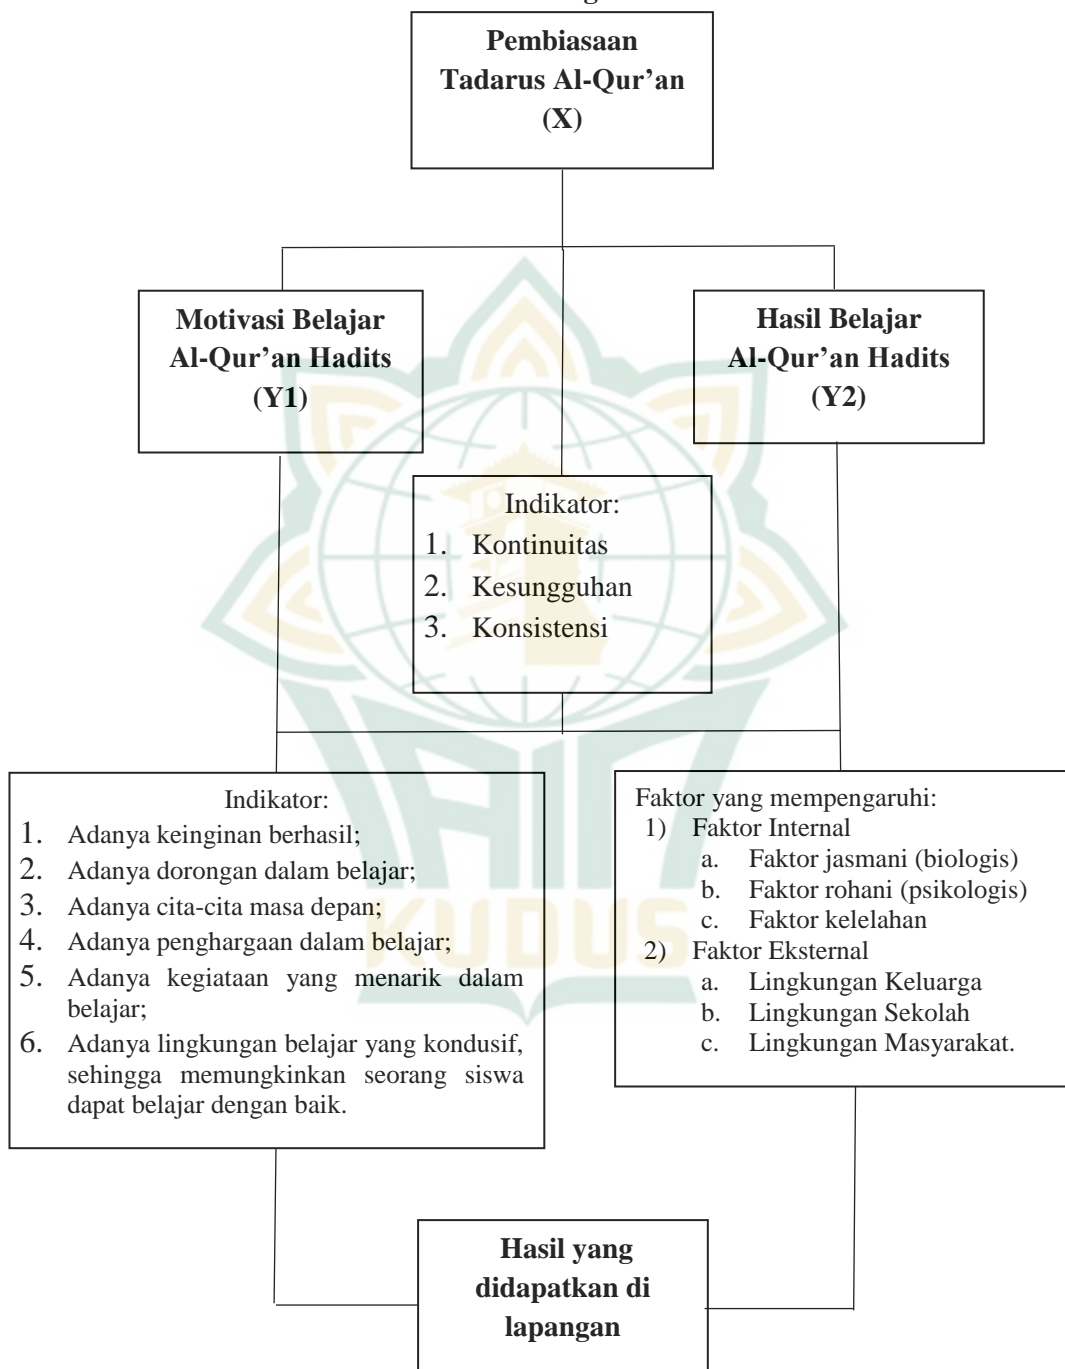 Pembiasaan
Tadarus Al-Qur’an
(X)
Motivasi Belajar
Al-Qur’an Hadits
(Y1)
Hasil Belajar
Al-Qur’an Hadits
(Y2)
Indikator:
1. Kontinuitas
2. Kesungguhan
3. Konsistensi
Indikator:
1. Adanya keinginan berhasil;
2. Adanya dorongan dalam belajar;
3. Adanya cita-cita masa depan;
4. Adanya penghargaan dalam belajar;
5. Adanya kegiataan yang menarik dalam
belajar;
6. Adanya lingkungan belajar yang kondusif,
sehingga memungkinkan seorang siswa
dapat belajar dengan baik.
Faktor yang mempengaruhi:
1) Faktor Internal
a. Faktor jasmani (biologis)
b. Faktor rohani (psikologis)
c. Faktor kelelahan
2) Faktor Eksternal
a. Lingkungan Keluarga
b. Lingkungan Sekolah
c. Lingkungan Masyarakat.
IAIN
KUDUS
Hasil yang
didapatkan di
lapangan